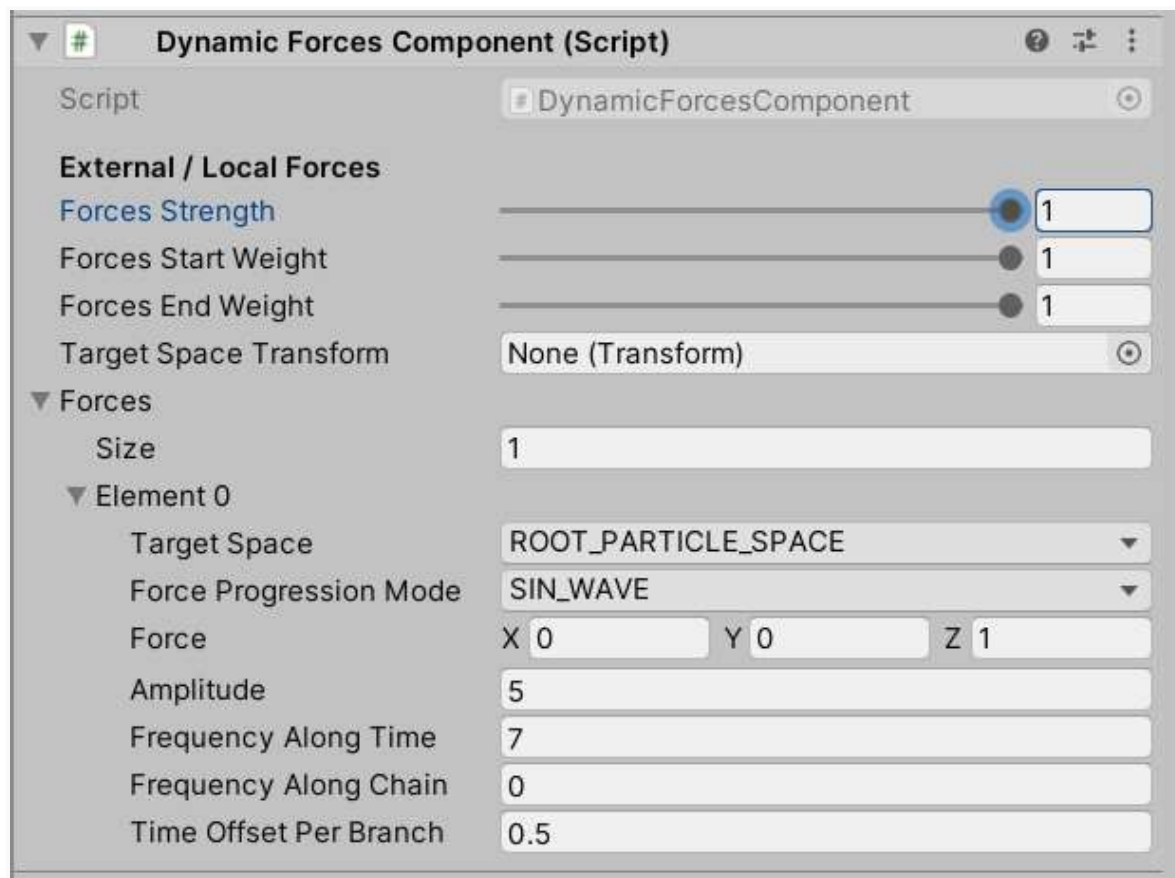 # Dynamic Forces Component (Script)
Script # DynamicForcesComponent
External / Local Forces
Forces Strength 1
Forces Start Weight 1
Forces End Weight 1
Target Space Transform None (Transform)
Forces
Size 1
Element 0
Target Space ROOT_PARTICLE_SPACE
Force Progression Mode SIN_WAVE
Force X 0 Y 0 Z 1
Amplitude 5
Frequency Along Time 7
Frequency Along Chain 0
Time Offset Per Branch 0.5